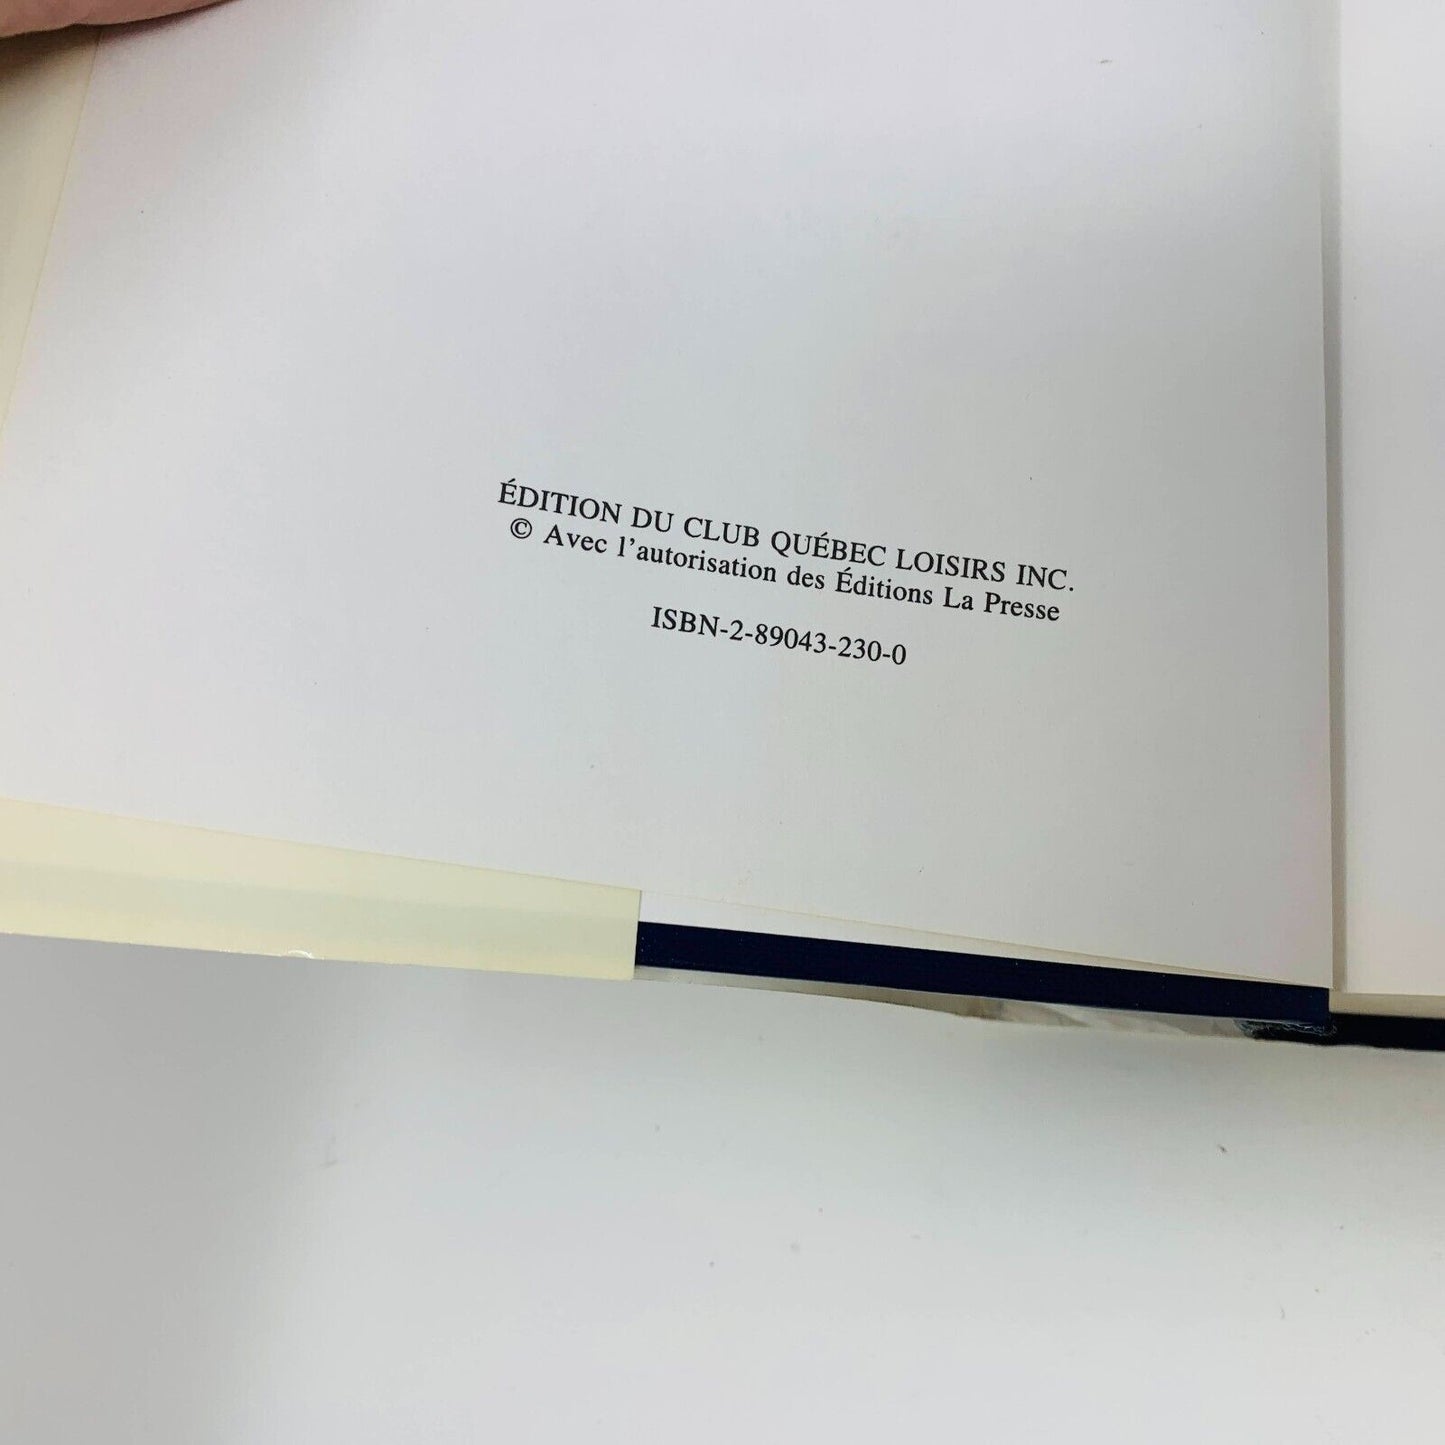 ÉDITION DU CLUB QUÉBEC LOISIRS INC.
© Avec l'autorisation des Éditions La Presse
ISBN-2-89043-230-0